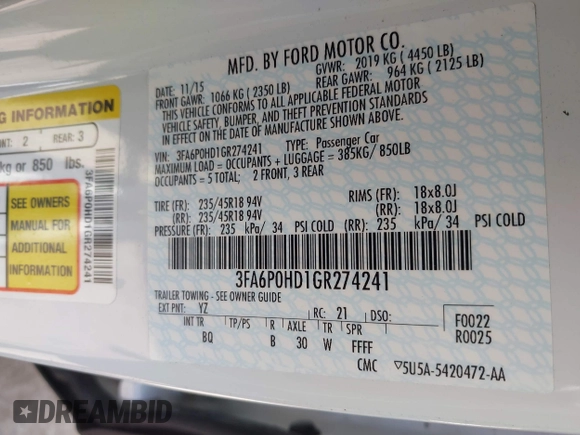 MFD. BY FORD MOTOR CO.
11/15
GVWR: 2019 KG ( 4450 LB)
FRONT GAWR: 1066 KG ( 2350 LB)
REAR GAWR: 964 KG ( 2125 LB)
THIS VEHICLE CONFORMS TO ALL APPLICABLE FEDERAL MOTOR
VEHICLE SAFETY, BUMPER, AND THEFT PREVENTION STANDARDS
IN EFFECT ON THE DATE OF MANUFACTURE SHOWN ABOVE.
VIN: 3FA6P0HD1GR274241 TYPE: Passenger Car
MAXIMUM LOAD = OCCUPANTS + LUGGAGE = 385KG/ 850LB
OCCUPANTS = 5 TOTAL; 2 FRONT, 3 REAR
TIRE (FR): 235/45R18 94V RIMS (FR): 18x8.0J
(RR): 235/45R18 94V (RR): 18x8.0J
PRESSURE (FR): 235 kPa/ 34 PSI COLD (RR): 235 kPa/ 34 PSI COLD
3FA6P0HD1GR274241
TRAILER TOWING - SEE OWNER GUIDE
EXT PNT: YZ RC: 21 DSO:
INT TR TP/PS R AXLE TR SPR
BQ B 30 W FFFF
F0022
R0025
CMC ▽5U5A-5420472-AA
G INFORMATION
2 REAR: 3
kg or 850 lbs.
SEE OWNERS
MANUAL FOR
ADDITIONAL
INFORMATION
3FA6P0HD1GR274241
DREAMBID